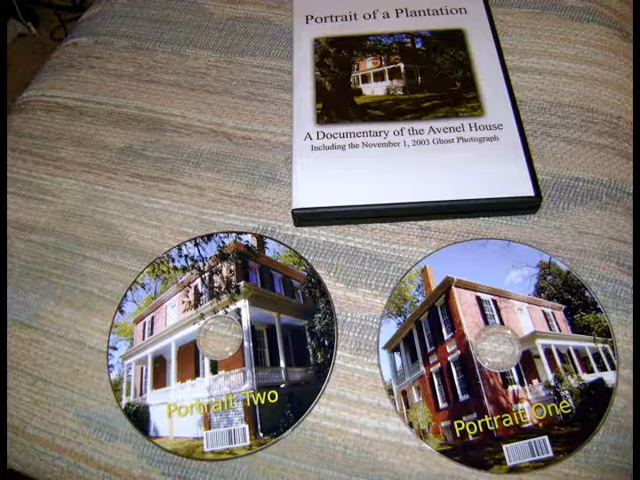 Portrait of a Plantation
A Documentary of the Avenel House
Including the November 1, 2003 Ghost Photograph
Portrait Two
Portrait One